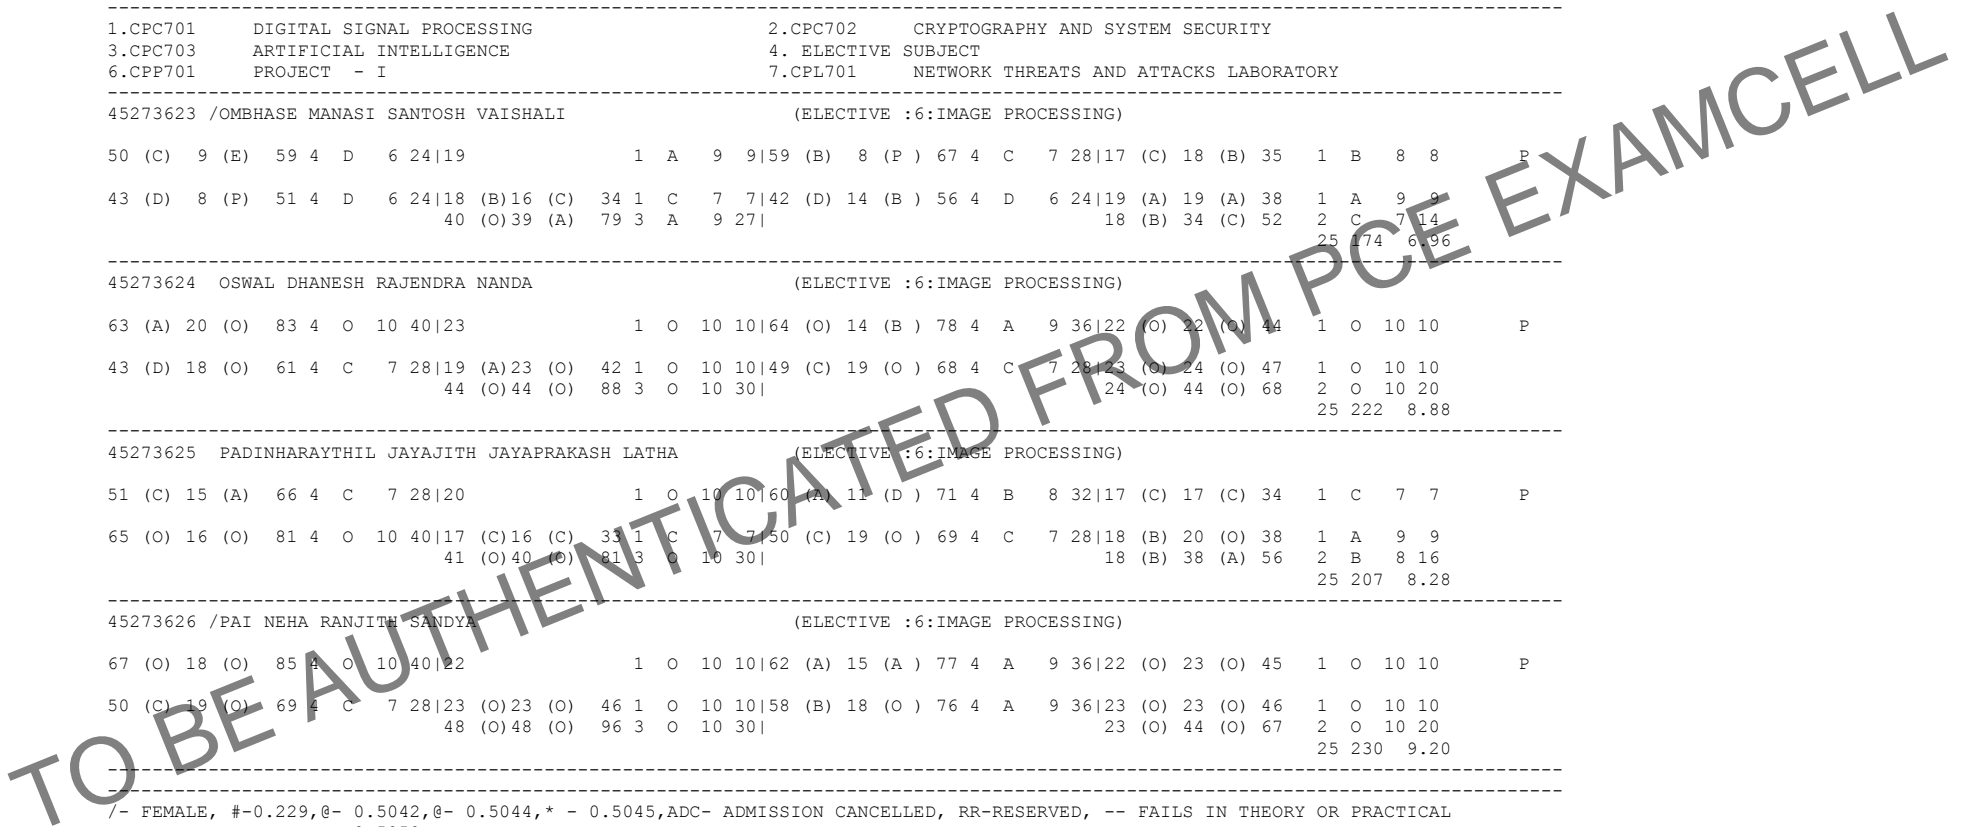 --------------------------------------------------------------------------------------------------------------------------------
1.CPC701 DIGITAL SIGNAL PROCESSING 2.CPC702 CRYPTOGRAPHY AND SYSTEM SECURITY
3.CPC703 ARTIFICIAL INTELLIGENCE 4. ELECTIVE SUBJECT
6.CPP701 PROJECT - I 7.CPL701 NETWORK THREATS AND ATTACKS LABORATORY
--------------------------------------------------------------------------------------------------------------------------------
45273623 /OMBHASE MANASI SANTOSH VAISHALI (ELECTIVE :6:IMAGE PROCESSING)
50 (C) 9 (E) 59 4 D 6 24|19 1 A 9 9|59 (B) 8 (P ) 67 4 C 7 28|17 (C) 18 (B) 35 1 B 8 8 P
43 (D) 8 (P) 51 4 D 6 24|18 (B)16 (C) 34 1 C 7 7|42 (D) 14 (B ) 56 4 D 6 24|19 (A) 19 (A) 38 1 A 9 9
40 (O)39 (A) 79 3 A 9 27| 18 (B) 34 (C) 52 2 C 7 14
25 174 6.96
--------------------------------------------------------------------------------------------------------------------------------
45273624 OSWAL DHANESH RAJENDRA NANDA (ELECTIVE :6:IMAGE PROCESSING)
63 (A) 20 (O) 83 4 O 10 40|23 1 O 10 10|64 (O) 14 (B ) 78 4 A 9 36|22 (O) 22 (O) 44 1 O 10 10 P
43 (D) 18 (O) 61 4 C 7 28|19 (A)23 (O) 42 1 O 10 10|49 (C) 19 (O ) 68 4 C 7 28|23 (O) 24 (O) 47 1 O 10 10
44 (O)44 (O) 88 3 O 10 30| 24 (O) 44 (O) 68 2 O 10 20
25 222 8.88
--------------------------------------------------------------------------------------------------------------------------------
45273625 PADINHARAYTHIL JAYAJITH JAYAPRAKASH LATHA (ELECTIVE :6:IMAGE PROCESSING)
51 (C) 15 (A) 66 4 C 7 28|20 1 O 10 10|60 (A) 11 (D ) 71 4 B 8 32|17 (C) 17 (C) 34 1 C 7 7 P
65 (O) 16 (O) 81 4 O 10 40|17 (C)16 (C) 33 1 C 7 7|50 (C) 19 (O ) 69 4 C 7 28|18 (B) 20 (O) 38 1 A 9 9
41 (O)40 (O) 81 3 O 10 30| 18 (B) 38 (A) 56 2 B 8 16
25 207 8.28
--------------------------------------------------------------------------------------------------------------------------------
45273626 /PAI NEHA RANJITH SANDYA (ELECTIVE :6:IMAGE PROCESSING)
67 (O) 18 (O) 85 4 O 10 40|22 1 O 10 10|62 (A) 15 (A ) 77 4 A 9 36|22 (O) 23 (O) 45 1 O 10 10 P
50 (C) 19 (O) 69 4 C 7 28|23 (O)23 (O) 46 1 O 10 10|58 (B) 18 (O ) 76 4 A 9 36|23 (O) 23 (O) 46 1 O 10 10
48 (O)48 (O) 96 3 O 10 30| 23 (O) 44 (O) 67 2 O 10 20
25 230 9.20
--------------------------------------------------------------------------------------------------------------------------------
--------------------------------------------------------------------------------------------------------------------------------
/- FEMALE, #-0.229,@- 0.5042,@- 0.5044,* - 0.5045,ADC- ADMISSION CANCELLED, RR-RESERVED, -- FAILS IN THEORY OR PRACTICAL
TO BE AUTHENTICATED FROM PCE EXAMCELL